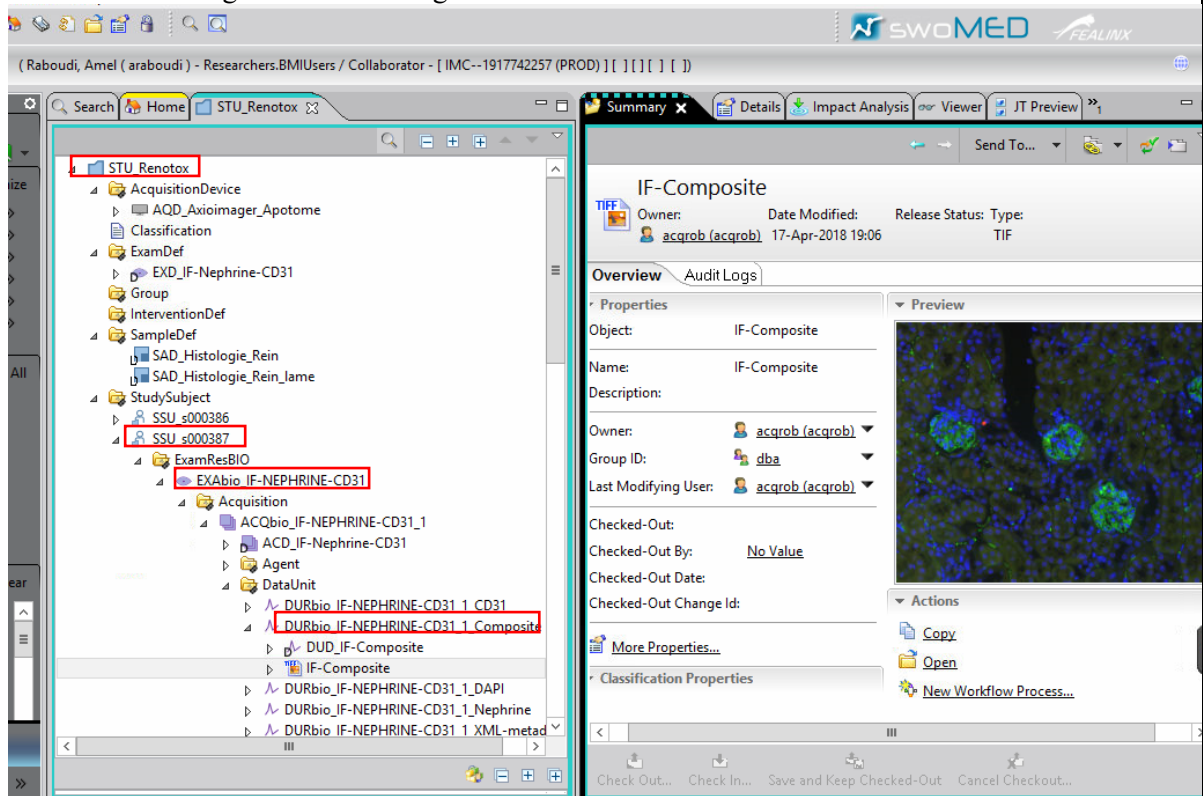 swoMED FEALINX
( Raboudi, Amel ( araboudi ) - Researchers.BMIUsers / Collaborator - [ IMC--1917742257 (PROD) ] [ ] [ ] [ ] [ ])
Search Home STU_Renotox
Summary Details Impact Analysis Viewer JT Preview »1
Send To...
ize
All
ear
STU_Renotox
AcquisitionDevice
AQD_Axioimager_Apotome
Classification
ExamDef
EXD_IF-Nephrine-CD31
Group
InterventionDef
SampleDef
SAD_Histologie_Rein
SAD_Histologie_Rein_lame
StudySubject
SSU_s000386
SSU_s000387
ExamResBIO
EXAbio_IF-NEPHRINE-CD31
Acquisition
ACQbio_IF-NEPHRINE-CD31_1
ACD_IF-Nephrine-CD31
Agent
DataUnit
DURbio_IF-NEPHRINE-CD31_1_CD31
DURbio_IF-NEPHRINE-CD31_1_Composite
DUD_IF-Composite
IF-Composite
DURbio_IF-NEPHRINE-CD31_1_DAPI
DURbio_IF-NEPHRINE-CD31_1_Nephrine
DURbio_IF-NEPHRINE-CD31_1_XML-metad
TIFF
IF-Composite
Owner: Date Modified: Release Status: Type:
acqrob (acqrob) 17-Apr-2018 19:06 TIF
Overview Audit Logs
Properties
Object: IF-Composite
Name: IF-Composite
Description:
Owner: acqrob (acqrob)
Group ID: dba
Last Modifying User: acqrob (acqrob)
Checked-Out:
Checked-Out By: No Value
Checked-Out Date:
Checked-Out Change Id:
More Properties...
Classification Properties
Preview
Actions
Copy
Open
New Workflow Process...
Check Out... Check In... Save and Keep Checked-Out Cancel Checkout...